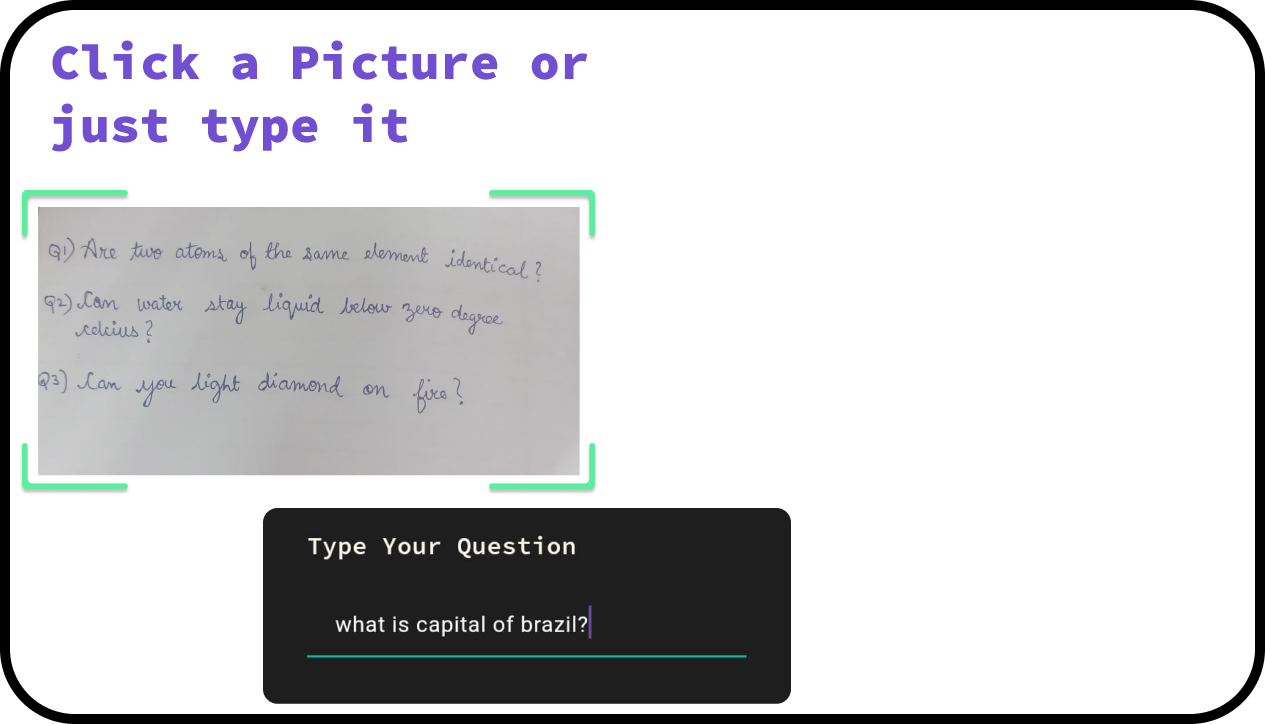 Click a Picture or
just type it
Q1) Are two atoms of the same element identical?
Q2) Can water stay liquid below zero degree
celcius?
Q3) Can you light diamond on fire?
Type Your Question
what is capital of brazil?